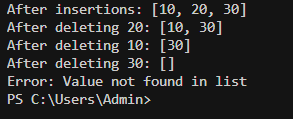 After insertions: [10, 20, 30]
After deleting 20: [10, 30]
After deleting 10: [30]
After deleting 30: []
Error: Value not found in list
PS C:\Users\Admin>